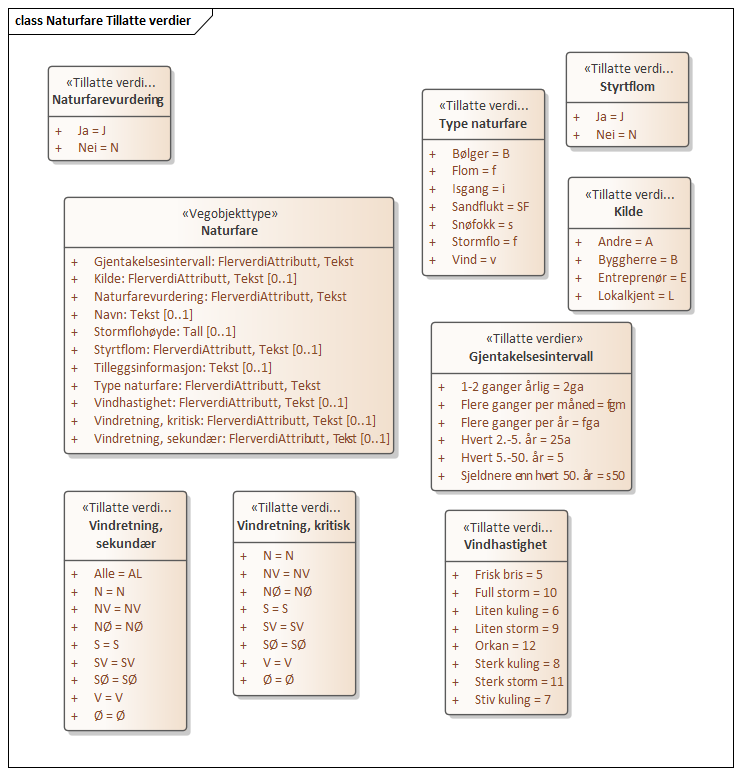 class Naturfare Tillatte verdier
«Tillatte verdi...
Naturfarevurdering
+ Ja = J
+ Nei = N
«Tillatte verdi...
Type naturfare
+ Bølger = B
+ Flom = f
+ Isgang = i
+ Sandflukt = SF
+ Snøfokk = s
+ Stormflo = f
+ Vind = v
«Tillatte verdi...
Styrtflom
+ Ja = J
+ Nei = N
«Tillatte verdi...
Kilde
+ Andre = A
+ Byggherre = B
+ Entreprenør = E
+ Lokalkjent = L
«Vegobjekttype»
Naturfare
+ Gjentakelsesintervall: FlerverdiAttributt, Tekst
+ Kilde: FlerverdiAttributt, Tekst [0..1]
+ Naturfarevurdering: FlerverdiAttributt, Tekst
+ Navn: Tekst [0..1]
+ Stormflohøyde: Tall [0..1]
+ Styrtflom: FlerverdiAttributt, Tekst [0..1]
+ Tilleggsinformasjon: Tekst [0..1]
+ Type naturfare: FlerverdiAttributt, Tekst
+ Vindhastighet: FlerverdiAttributt, Tekst [0..1]
+ Vindretning, kritisk: FlerverdiAttributt, Tekst [0..1]
+ Vindretning, sekundær: FlerverdiAttributt, Tekst [0..1]
«Tillatte verdier»
Gjentakelsesintervall
+ 1-2 ganger årlig = 2ga
+ Flere ganger per måned = fgm
+ Flere ganger per år = fga
+ Hvert 2.-5. år = 25a
+ Hvert 5.-50. år = 5
+ Sjeldnere enn hvert 50. år = s50
«Tillatte verdi...
Vindretning,
sekundær
+ Alle = AL
+ N = N
+ NV = NV
+ NØ = NØ
+ S = S
+ SV = SV
+ SØ = SØ
+ V = V
+ Ø = Ø
«Tillatte verdi...
Vindretning, kritisk
+ N = N
+ NV = NV
+ NØ = NØ
+ S = S
+ SV = SV
+ SØ = SØ
+ V = V
+ Ø = Ø
«Tillatte verdi...
Vindhastighet
+ Frisk bris = 5
+ Full storm = 10
+ Liten kuling = 6
+ Liten storm = 9
+ Orkan = 12
+ Sterk kuling = 8
+ Sterk storm = 11
+ Stiv kuling = 7